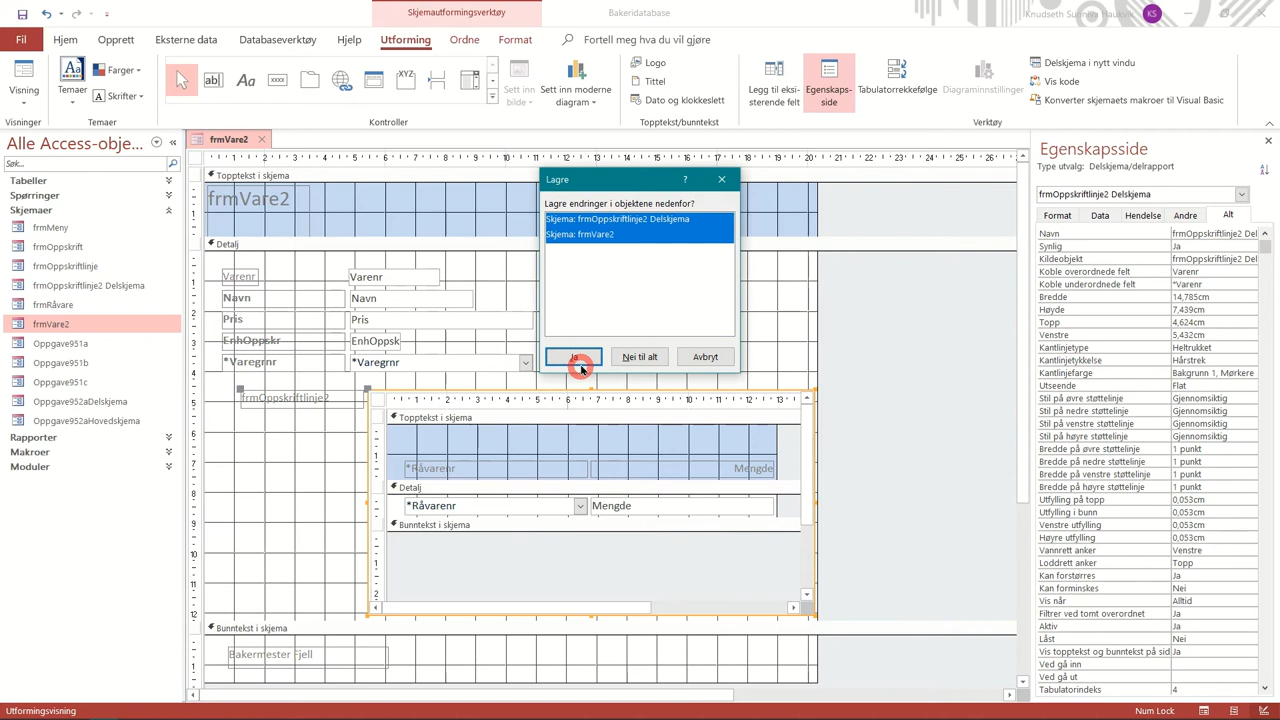 Skjemautformingsverktøy
Bakeridatabase
Knudseth Sunniva Haukvik
KS
Fil
Hjem
Opprett
Eksterne data
Databaseverktøy
Hjelp
Utforming
Ordne
Format
Fortell meg hva du vil gjøre
Visning
Temaer
Farger
Skrifter
ab|
Aa
xxxx
XYZ
Sett inn
bilde
Sett inn moderne
diagram
Logo
Tittel
Dato og klokkeslett
Legg til eksi-
sterende felt
Egenskaps-
side
Tabulatorrekkefølge
Diagraminnstillinger
Delskjema i nytt vindu
Vis kode
Konverter skjemaets makroer til Visual Basic
Visninger
Temaer
Kontroller
Topptekst/bunntekst
Verktøy
Alle Access-obje...
Søk...
Tabeller
Spørringer
Skjemaer
frmMeny
frmOppskrift
frmOppskriftlinje
frmOppskriftlinje2 Delskjema
frmRåvare
frmVare2
Oppgave951a
Oppgave951b
Oppgave951c
Oppgave952aDelskjema
Oppgave952aHovedskjema
Rapporter
Makroer
Moduler
frmVare2
Topptekst i skjema
frmVare2
Detalj
Varenr
Varenr
Navn
Navn
Pris
Pris
EnhOppskr
EnhOppsk
*Varegrnr
*Varegrnr
frmOppskriftlinje2
Topptekst i skjema
*Råvarenr
Mengde
Detalj
*Råvarenr
Mengde
Bunntekst i skjema
Bunntekst i skjema
Bakermester Fjell
Lagre
Lagre endringer i objektene nedenfor?
Skjema: frmOppskriftlinje2 Delskjema
Skjema: frmVare2
Ja
Nei til alt
Avbryt
Egenskapsside
Type utvalg: Delskjema/delrapport
frmOppskriftlinje2 Delskjema
Format
Data
Hendelse
Andre
Alt
Navn frmOppskriftlinje2 Del
Synlig Ja
Kildeobjekt frmOppskriftlinje2 Del
Koble overordnede felt Varenr
Koble underordnede felt *Varenr
Bredde 14,785cm
Høyde 7,439cm
Topp 4,624cm
Venstre 5,432cm
Kantlinjetype Heltrukket
Kantlinjebredde Hårstrek
Kantlinjefarge Bakgrunn 1, Mørkere
Utseende Flat
Stil på øvre støttelinje Gjennomsiktig
Stil på nedre støttelinje Gjennomsiktig
Stil på venstre støttelinje Gjennomsiktig
Stil på høyre støttelinje Gjennomsiktig
Bredde på øvre støttelinje 1 punkt
Bredde på nedre støttelinje 1 punkt
Bredde på venstre støttelinje 1 punkt
Bredde på høyre støttelinje 1 punkt
Utfylling på topp 0,053cm
Utfylling i bunn 0,053cm
Venstre utfylling 0,053cm
Høyre utfylling 0,053cm
Vannrett anker Venstre
Loddrett anker Topp
Kan forstørres Ja
Kan forminskes Nei
Vis når Alltid
Filtrer ved tomt overordnet Ja
Aktiv Ja
Låst Nei
Vis topptekst og bunntekst på sid Ja
Ved gå inn
Ved gå ut
Tabulatorindeks 4
Utformingsvisning
Num Lock